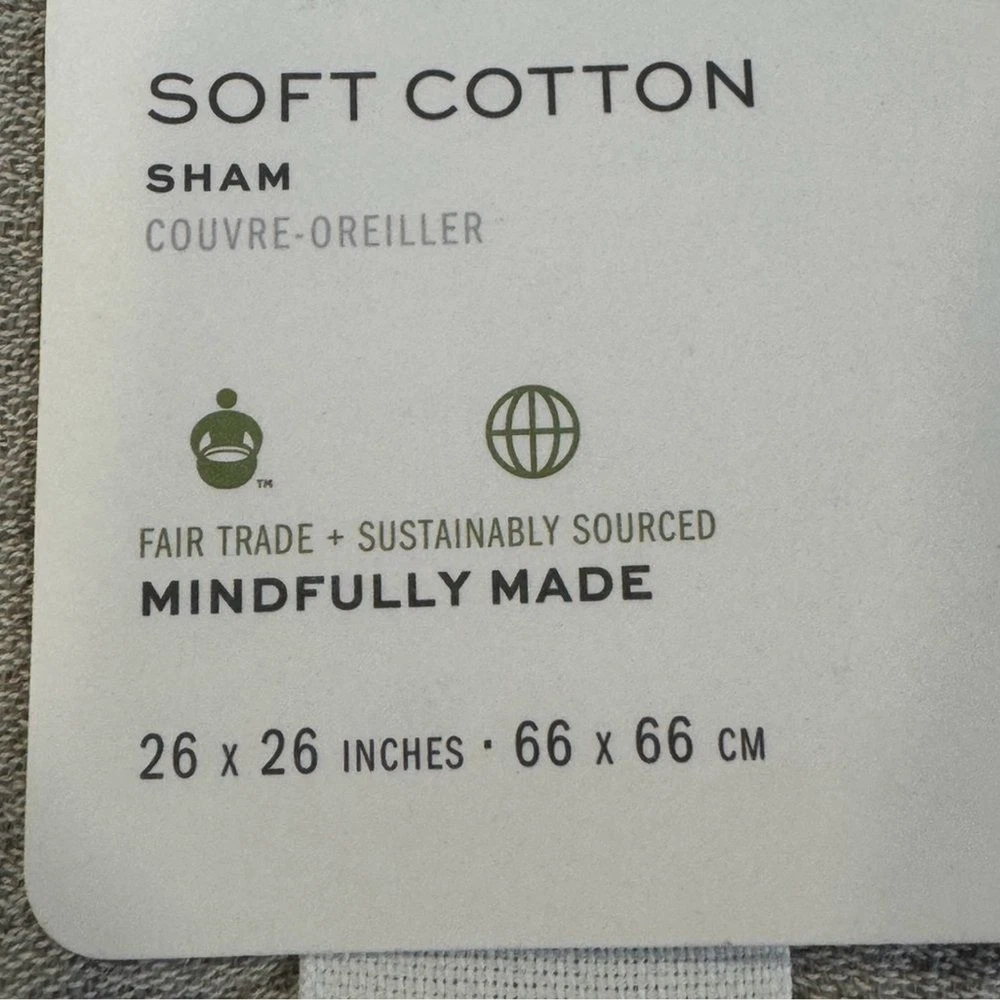 SOFT COTTON
SHAM
COUVRE-OREILLER
TM
FAIR TRADE + SUSTAINABLY SOURCED
MINDFULLY MADE
26 x 26 INCHES · 66 x 66 CM